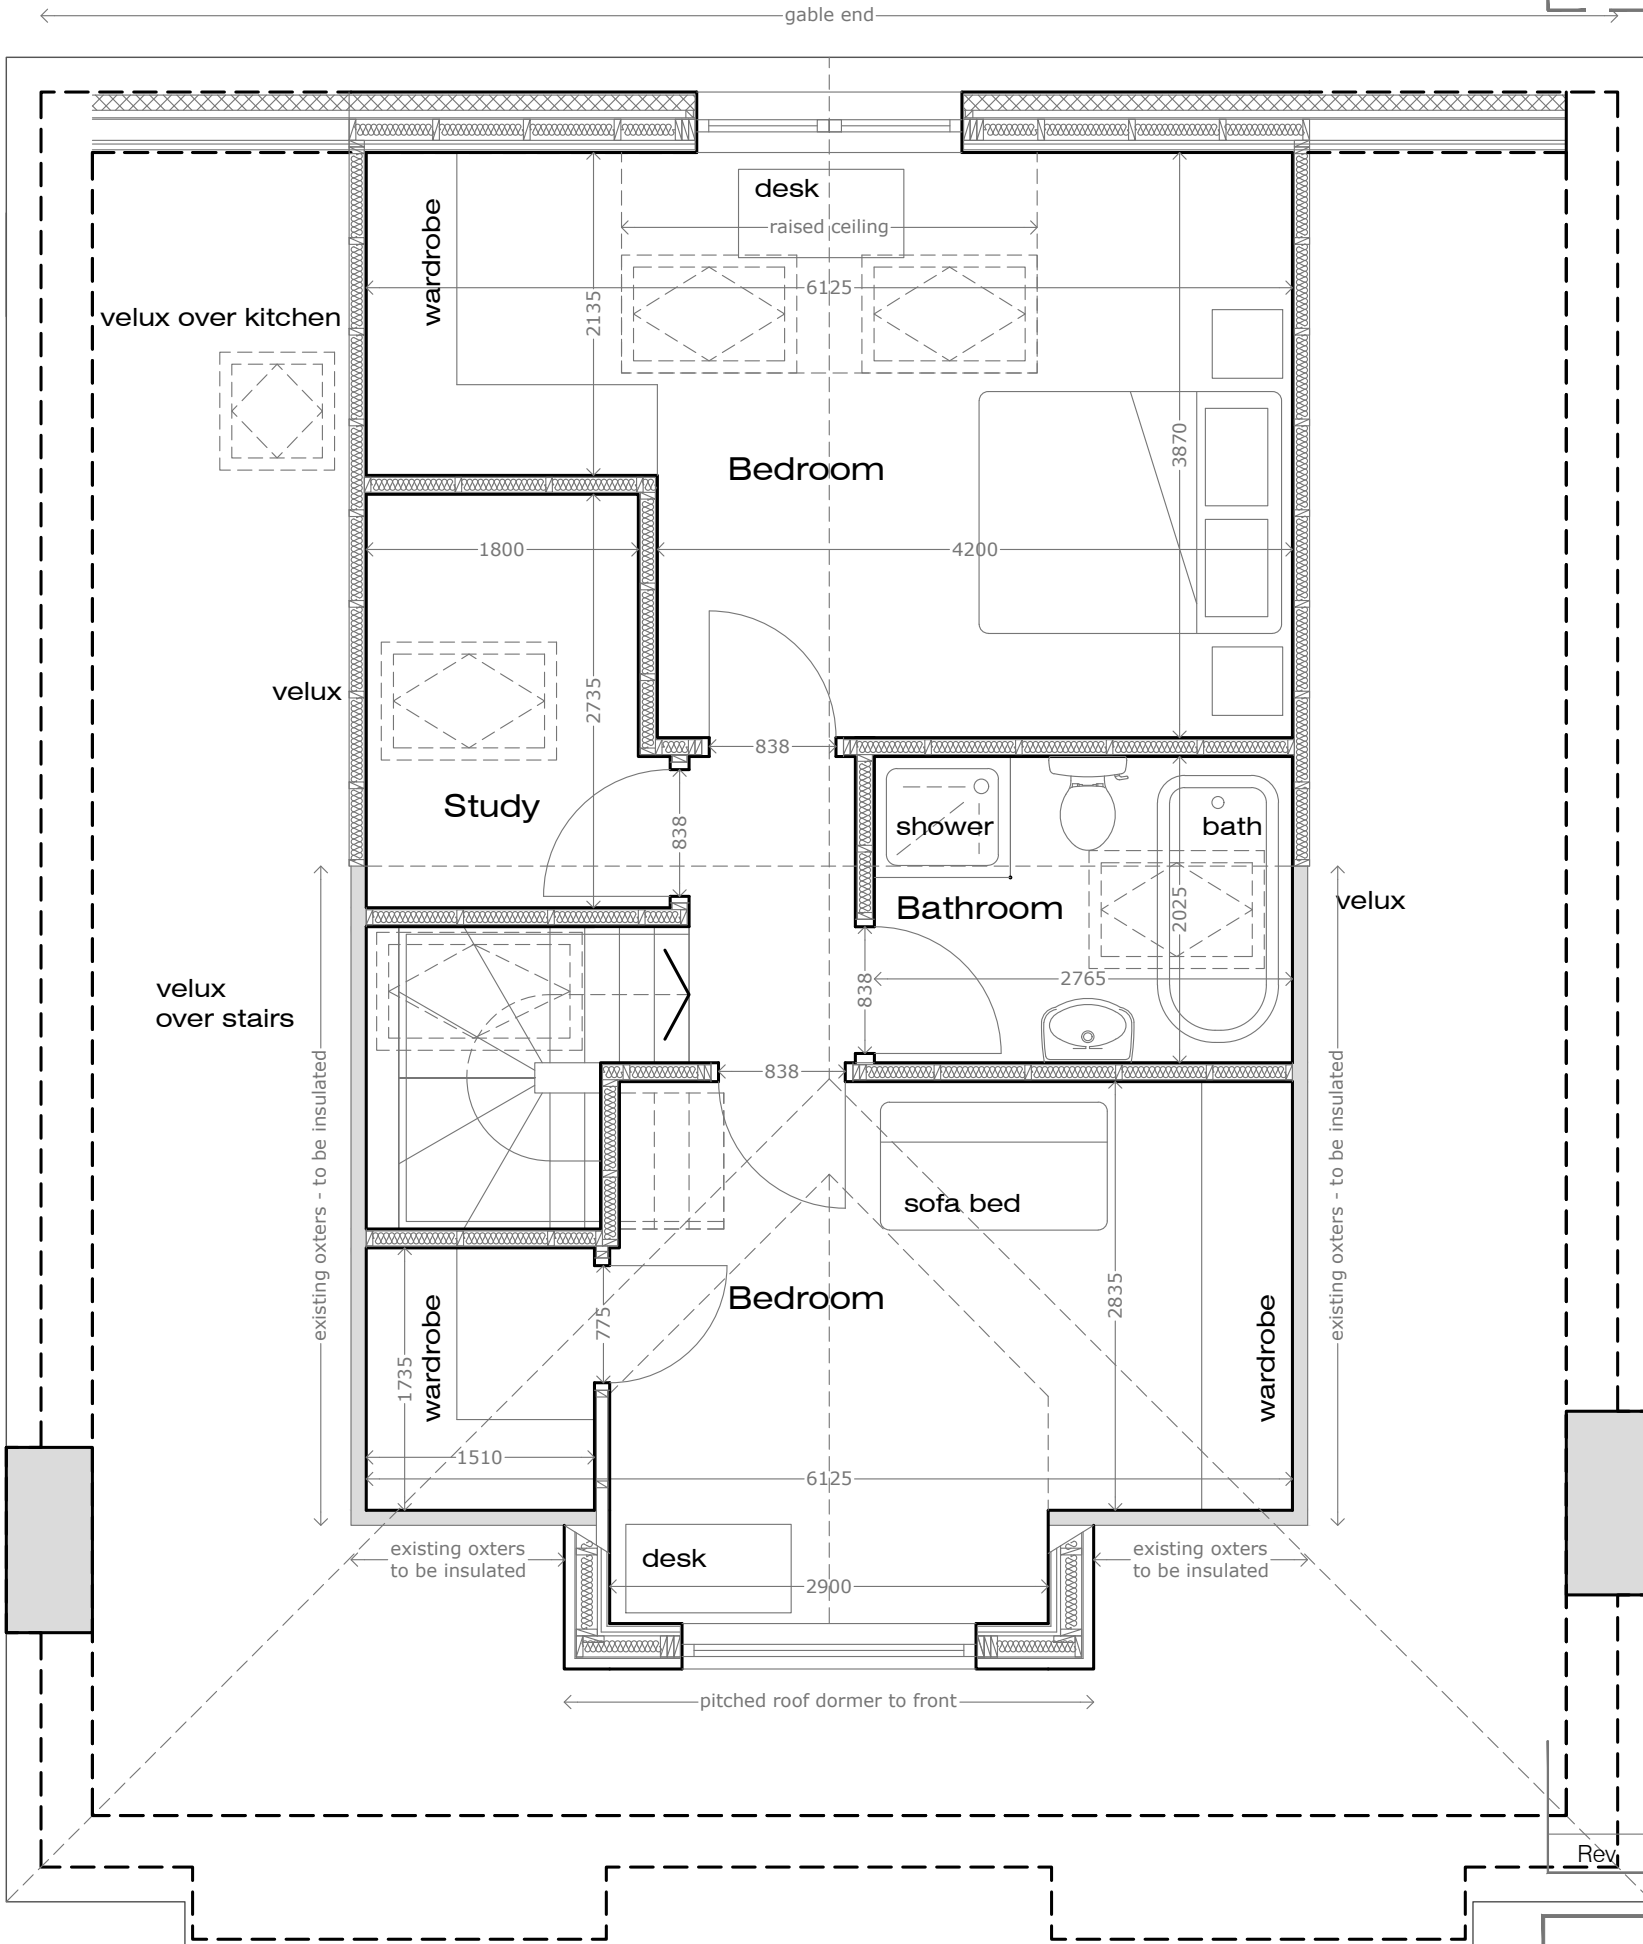 gable end
desk
raised ceiling
wardrobe
6125
2135
velux over kitchen
3870
Bedroom
1800
4200
2735
velux
838
Study
838
shower
bath
Bathroom
2025
velux
2765
838
velux
over stairs
838
existing oxters - to be insulated
existing oxters - to be insulated
sofa bed
Bedroom
2835
775
wardrobe
1735
wardrobe
1510
6125
existing oxters
to be insulated
desk
2900
existing oxters
to be insulated
pitched roof dormer to front
Rev